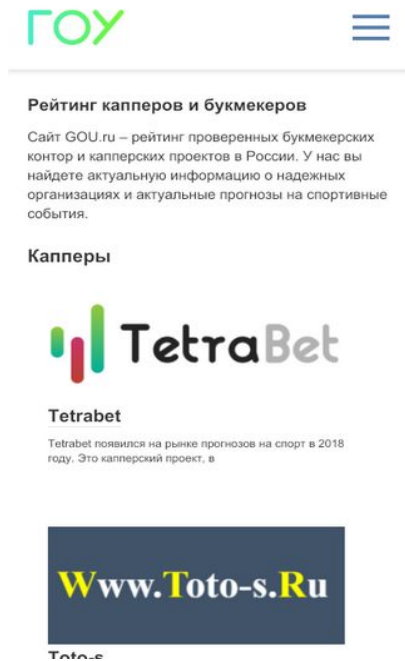 ГОУ
Рейтинг капперов и букмекеров
Сайт GOU.ru – рейтинг проверенных букмекерских
контор и капперских проектов в России. У нас вы
найдете актуальную информацию о надежных
организациях и актуальные прогнозы на спортивные
события.
Капперы
TetraBet
Tetrabet
Tetrabet появился на рынке прогнозов на спорт в 2018
году. Это капперский проект, в
Www.Toto-s.Ru
Toto-s